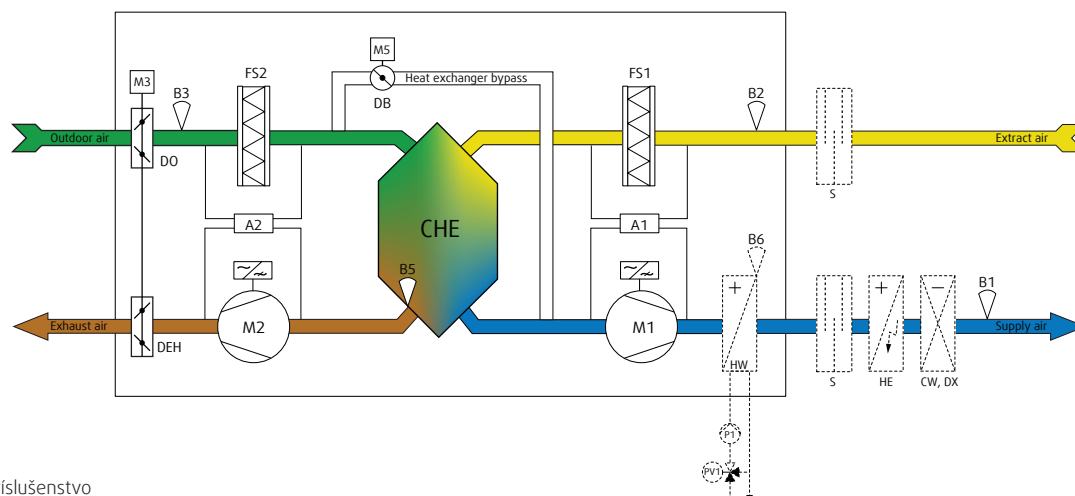 M5
Heat exchanger bypass
DB
FS2
FS1
M3
B3
B2
Outdoor air
Extract air
DO
S
CHE
A2
A1
B5
B6
B1
+
+
−
M2
M1
Exhaust air
Supply air
DEH
HW
S
HE
CW, DX
P1
PV1
íslušenstvo